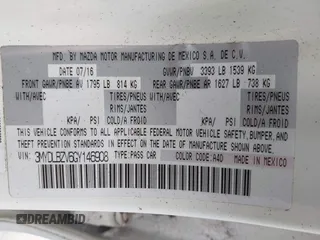 MFD. BY MAZDA MOTOR MANUFACTURING DE MEXICO S.A. DE C.V.
DATE 07/16 GVWR/PNBV 3393 LB 1539 KG
FRONT GAWR/PNBE AV 1795 LB 814 KG REAR GAWR/PNBE AR 1627 LB 738 KG
WITH/AVEC TIRES/PNEUS WITH/AVEC TIRES/PNEUS
RIMS/JANTES RIMS/JANTES
KPA/ PSI/ COLD/A FROID KPA/ PSI/ COLD/A FROID
THIS VEHICLE CONFORMS TO ALL APPLICABLE
FEDERAL MOTOR VEHICLE SAFETY, BUMPER,
AND THEFT PREVENTION STANDARDS IN EFFECT
ON THE DATE OF MANUFACTURE SHOWN ABOVE.
3MYDLBZV6GY146908 TYPE:PASS CAR COLOR CODE:A4D MADE IN MEXICO
© BIDFAX